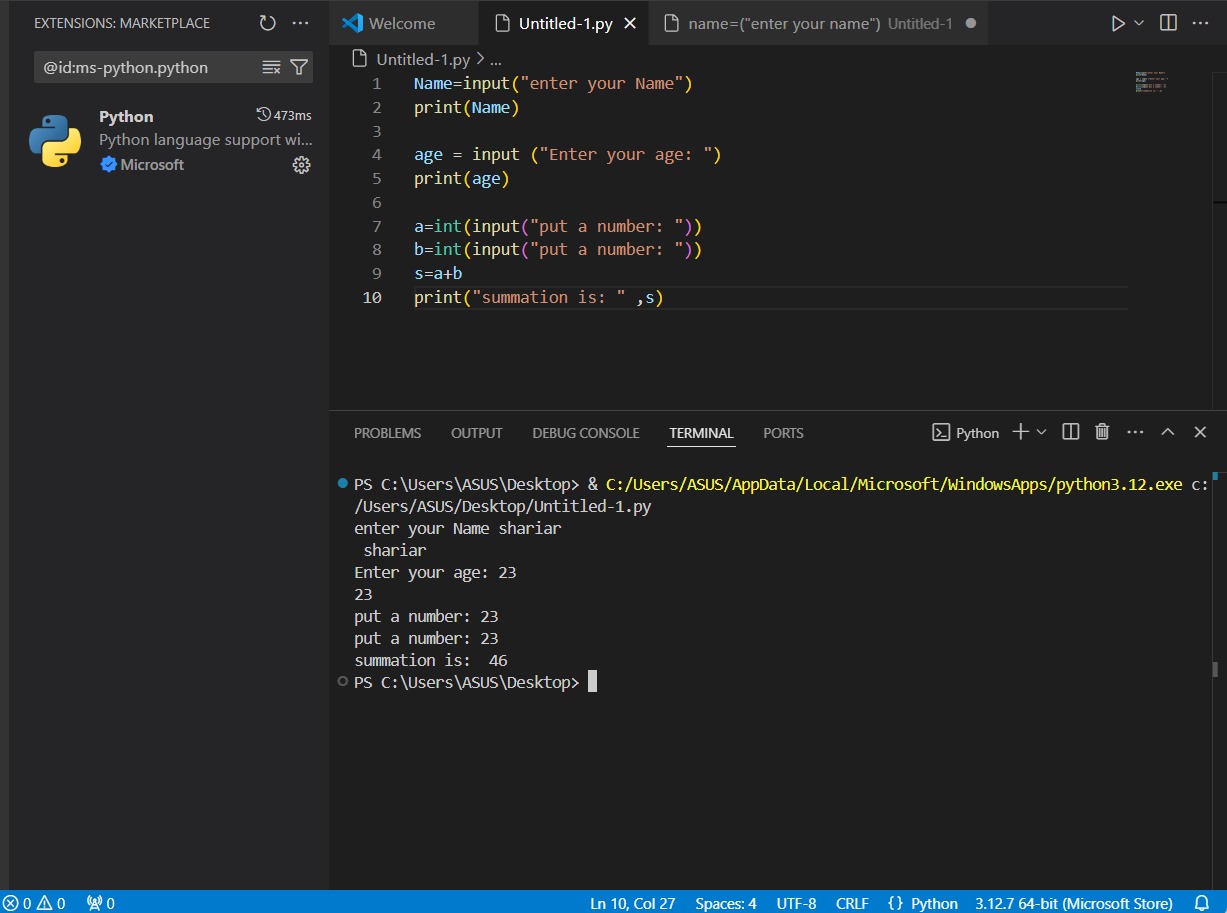 EXTENSIONS: MARKETPLACE
@id:ms-python.python
Python 473ms
Python language support wi...
Microsoft
Welcome Untitled-1.py name=("enter your name") Untitled-1
Untitled-1.py > ...
1 Name=input("enter your Name")
2 print(Name)
3
4 age = input ("Enter your age: ")
5 print(age)
6
7 a=int(input("put a number: "))
8 b=int(input("put a number: "))
9 s=a+b
10 print("summation is: " ,s)
PROBLEMS OUTPUT DEBUG CONSOLE TERMINAL PORTS Python
PS C:\Users\ASUS\Desktop> & C:/Users/ASUS/AppData/Local/Microsoft/WindowsApps/python3.12.exe c:
/Users/ASUS/Desktop/Untitled-1.py
enter your Name shariar
 shariar
Enter your age: 23
23
put a number: 23
put a number: 23
summation is:  46
PS C:\Users\ASUS\Desktop>
0 0 0 Ln 10, Col 27 Spaces: 4 UTF-8 CRLF {} Python 3.12.7 64-bit (Microsoft Store)